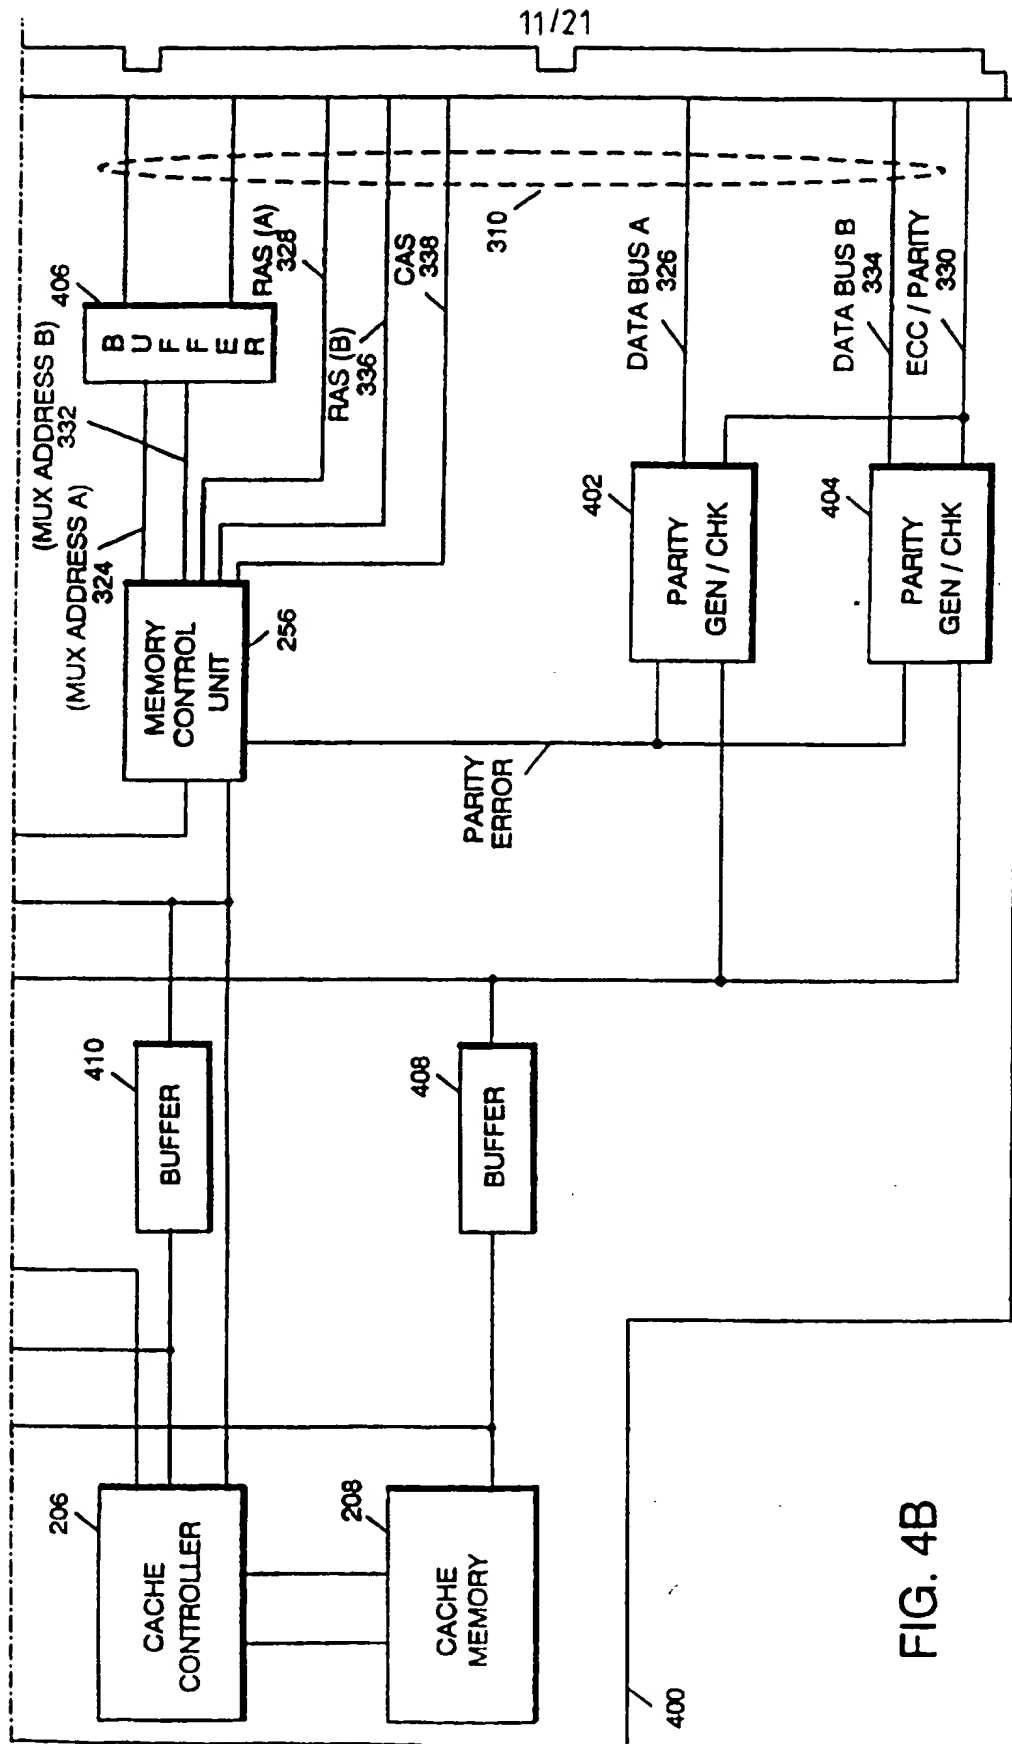 11/21
(MUX ADDRESS B)
332
(MUX ADDRESS A)
324
406
BUFFER
RAS (A)
328
RAS (B)
336
CAS
338
310
MEMORY
CONTROL
UNIT
256
DATA BUS A
326
DATA BUS B
334
ECC / PARITY
330
402
PARITY
GEN / CHK
404
PARITY
GEN / CHK
PARITY
ERROR
410
BUFFER
408
BUFFER
206
CACHE
CONTROLLER
208
CACHE
MEMORY
400
FIG. 4B